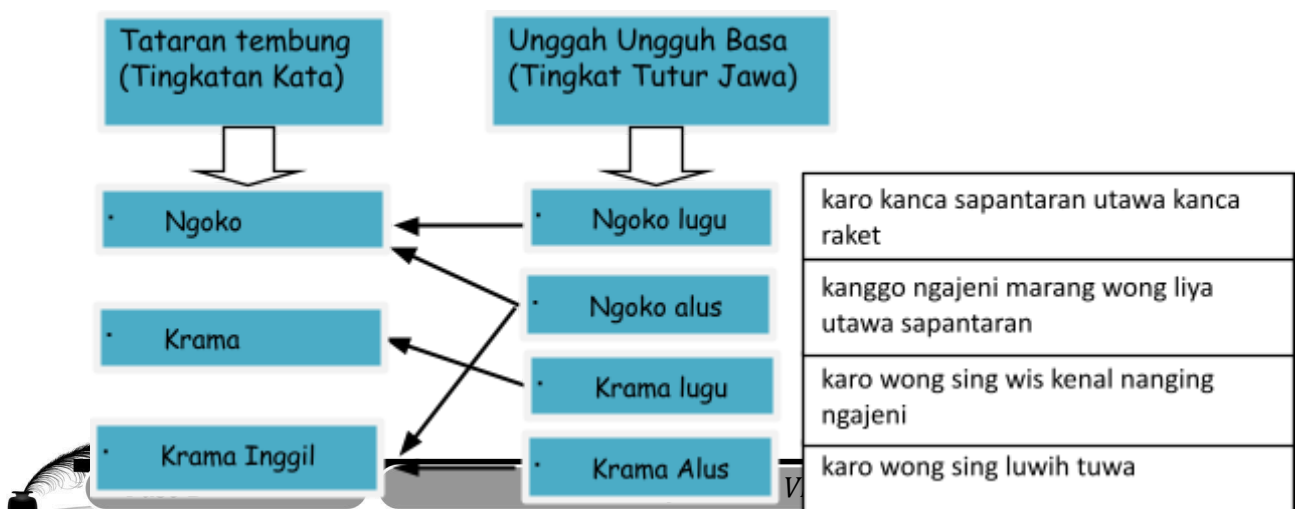 Tataran tembung
(Tingkatan Kata)
Unggah Ungguh Basa
(Tingkat Tutur Jawa)
· Ngoko
· Krama
· Krama Inggil
· Ngoko lugu
· Ngoko alus
· Krama lugu
· Krama Alus
karo kanca sapantaran utawa kanca
raket
kanggo ngajeni marang wong liya
utawa sapantaran
karo wong sing wis kenal nanging
ngajeni
karo wong sing luwih tuwa